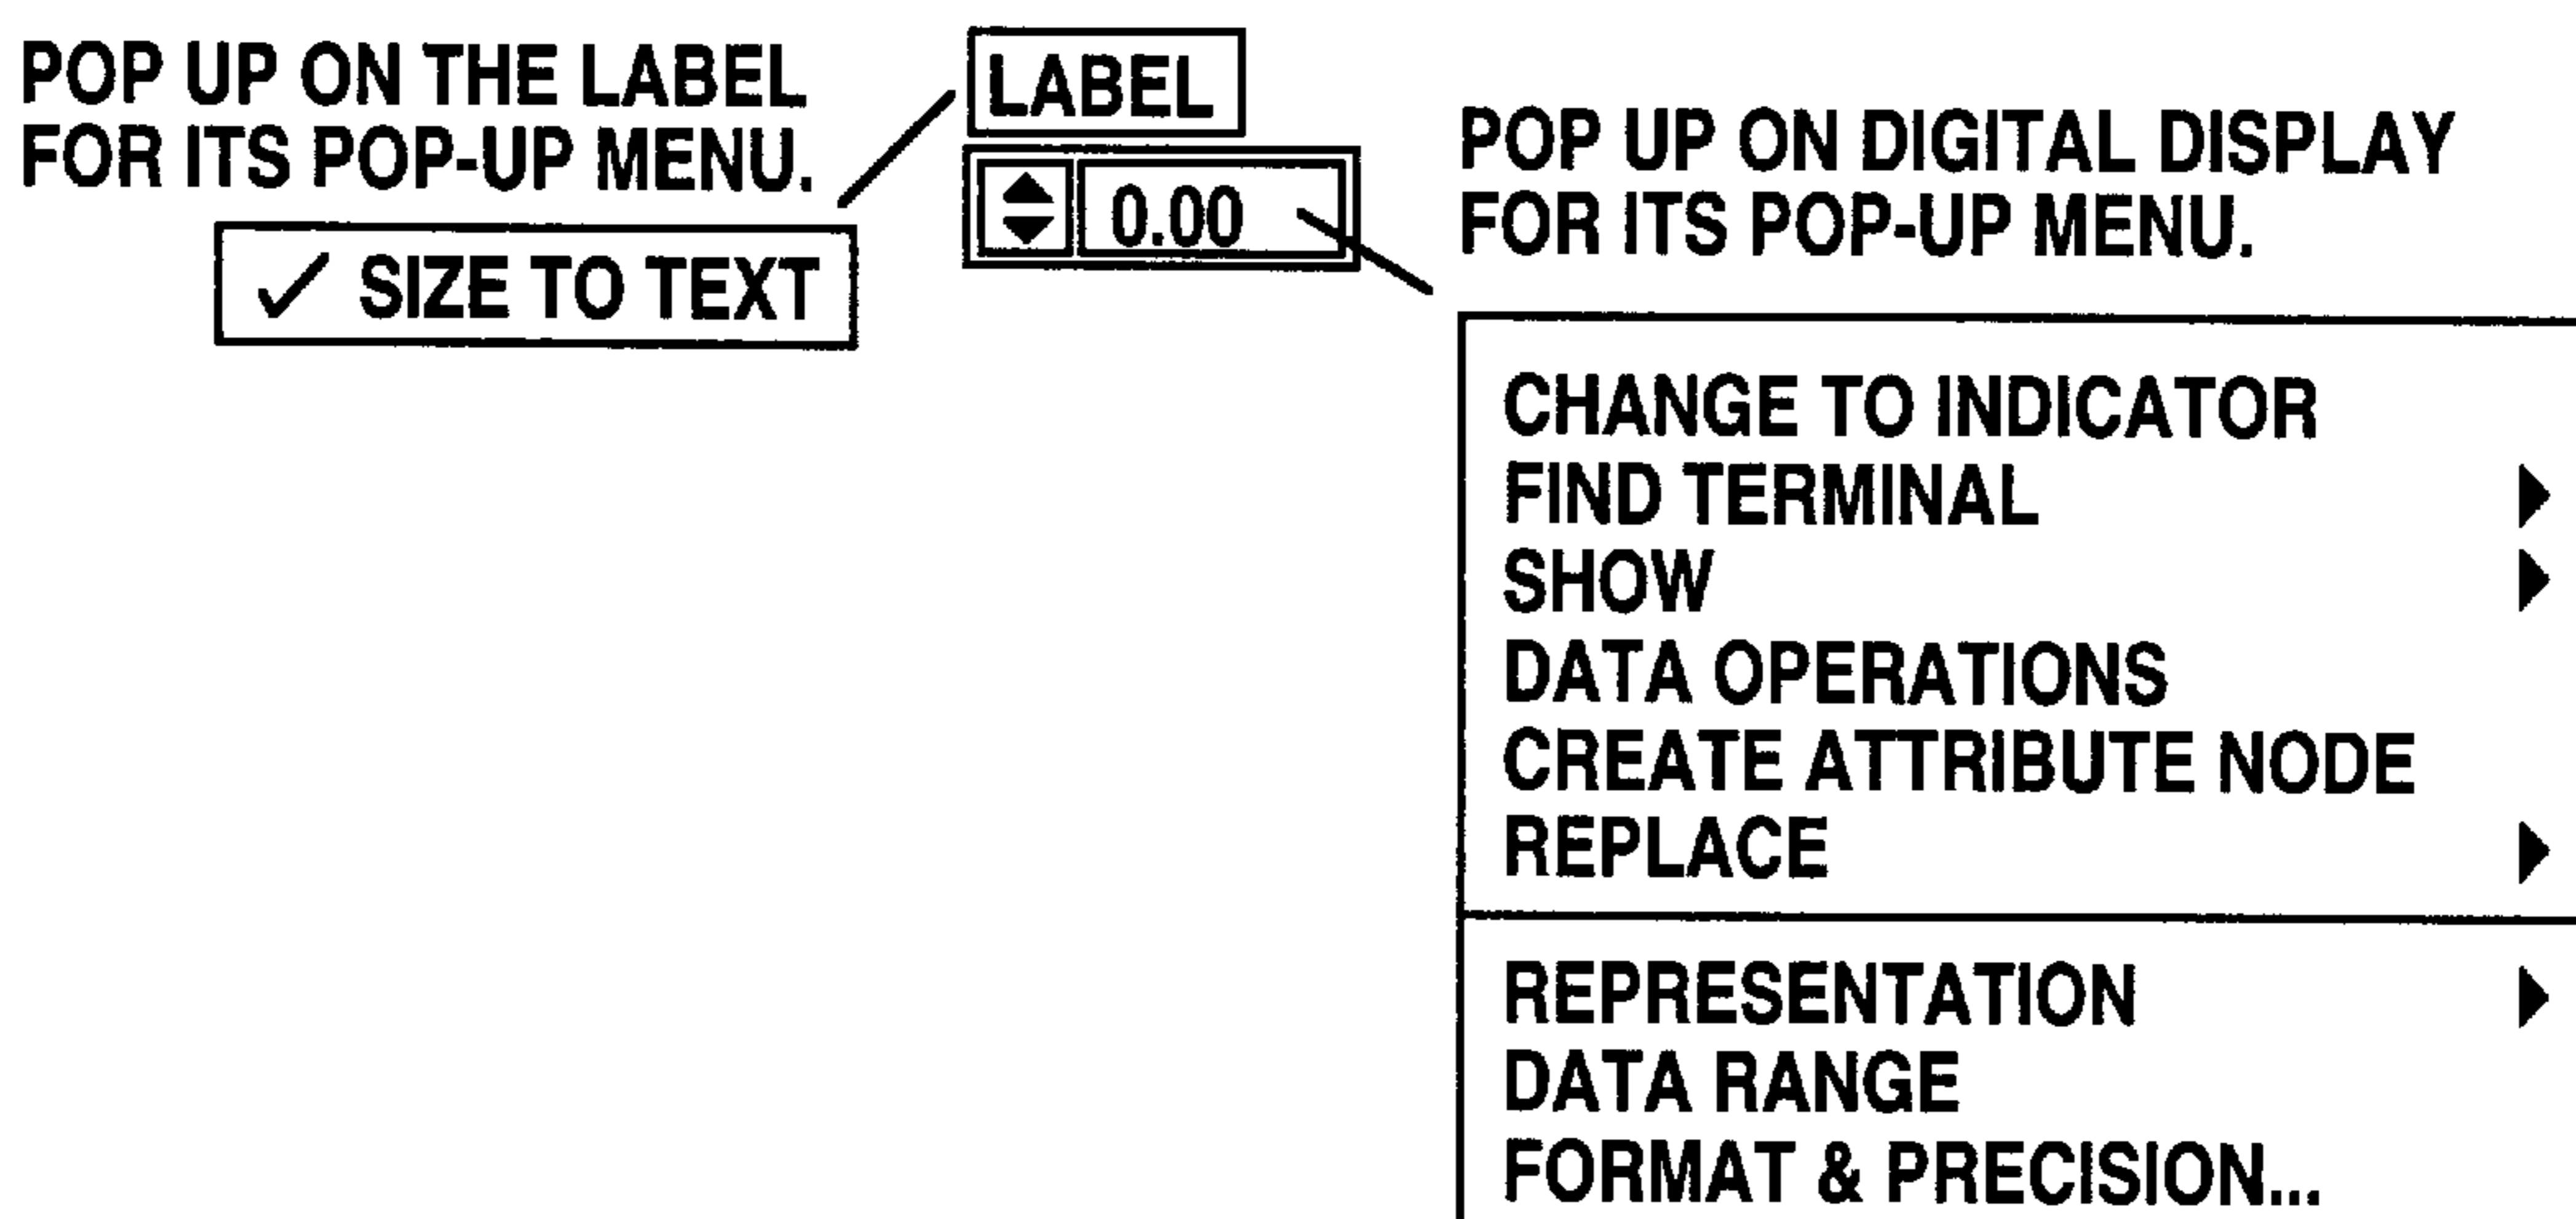 POP UP ON THE LABEL
FOR ITS POP-UP MENU.
✓ SIZE TO TEXT
LABEL
0.00
POP UP ON DIGITAL DISPLAY
FOR ITS POP-UP MENU.
CHANGE TO INDICATOR
FIND TERMINAL
SHOW
DATA OPERATIONS
CREATE ATTRIBUTE NODE
REPLACE
REPRESENTATION
DATA RANGE
FORMAT & PRECISION...